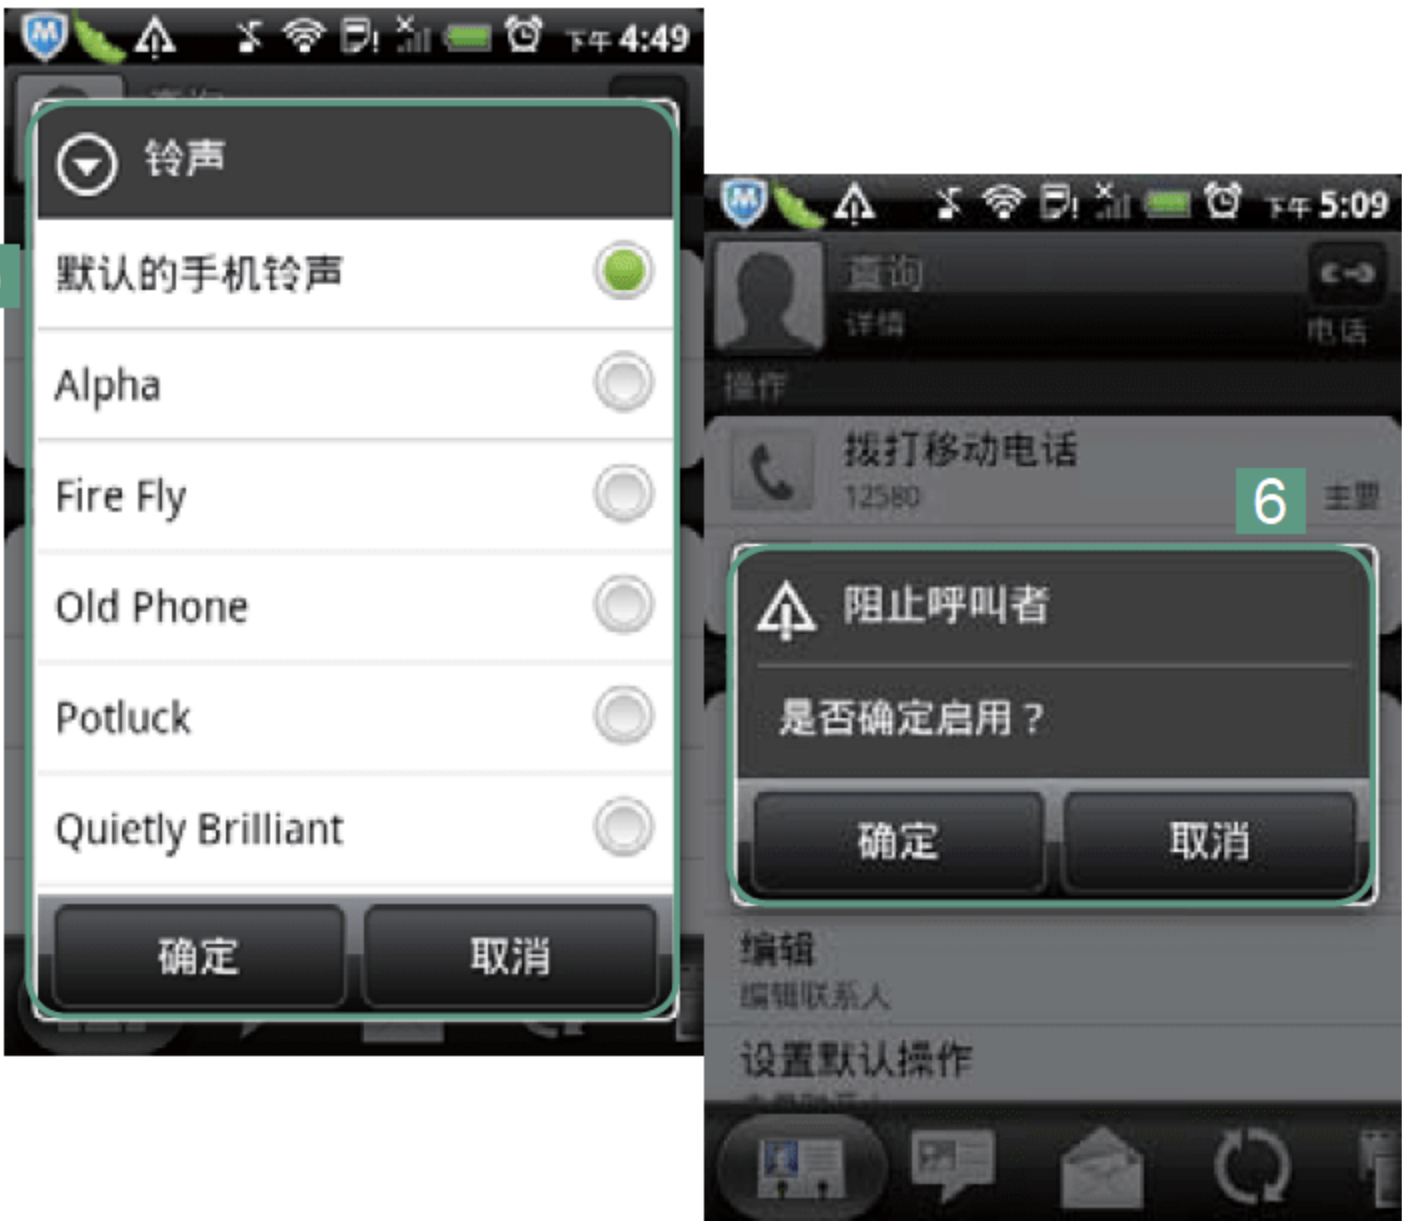 下午 4:49
查询
铃声
默认的手机铃声
Alpha
Fire Fly
Old Phone
Potluck
Quietly Brilliant
确定 取消
下午 5:09
查询
详情
电话
操作
拨打移动电话
12580
主要
6
阻止呼叫者
是否确定启用？
确定 取消
编辑
编辑联系人
设置默认操作